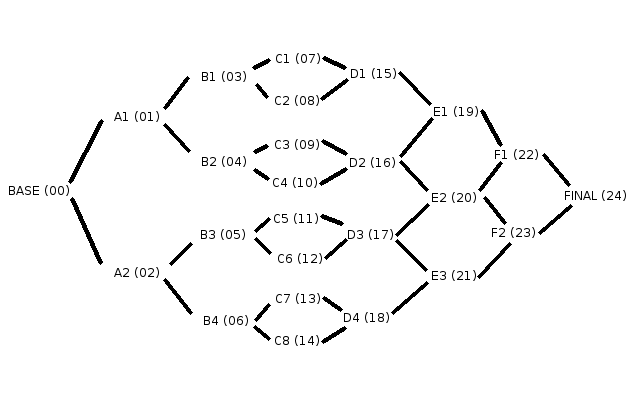 BASE (00)
A1 (01)
A2 (02)
B1 (03)
B2 (04)
B3 (05)
B4 (06)
C1 (07)
C2 (08)
C3 (09)
C4 (10)
C5 (11)
C6 (12)
C7 (13)
C8 (14)
D1 (15)
D2 (16)
D3 (17)
D4 (18)
E1 (19)
E2 (20)
E3 (21)
F1 (22)
F2 (23)
FINAL (24)